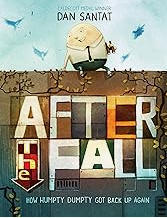 CALDECOTT MEDAL WINNER
DAN SANTAT
AFTER
the
FALL
HOW HUMPTY DUMPTY GOT BACK UP AGAIN